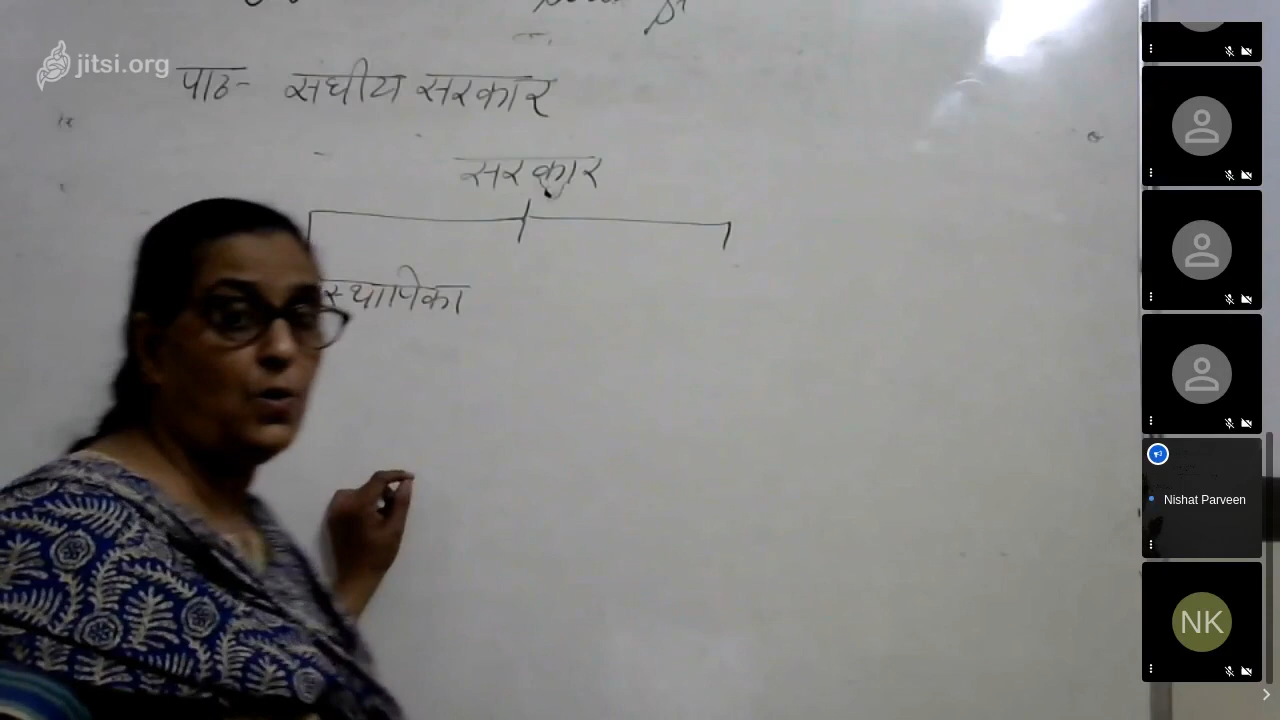 jitsi.org
पाठ- संघीय सरकार
सरकार
स्थापिका
Nishat Parveen
NK